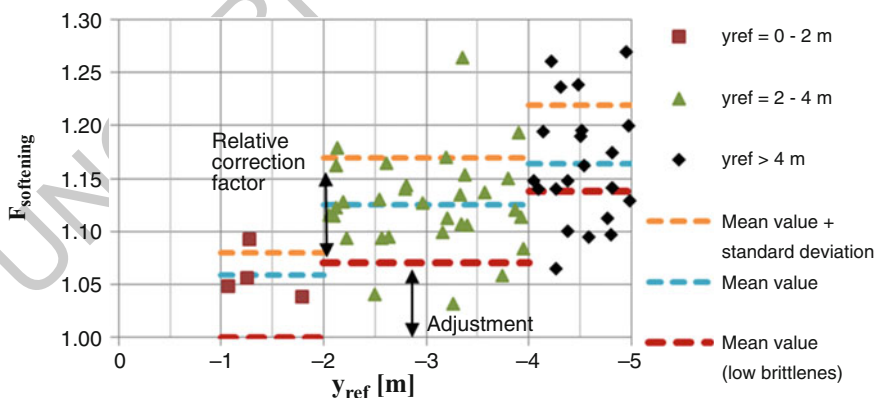 1.30
1.25
1.20
1.15
1.10
1.05
1.00
F softening
0
–1
–2
–3
–4
–5
y ref [m]
Relative
correction
factor
Adjustment
yref = 0 - 2 m
yref = 2 - 4 m
yref > 4 m
Mean value +
standard deviation
Mean value
Mean value
(low brittlenes)